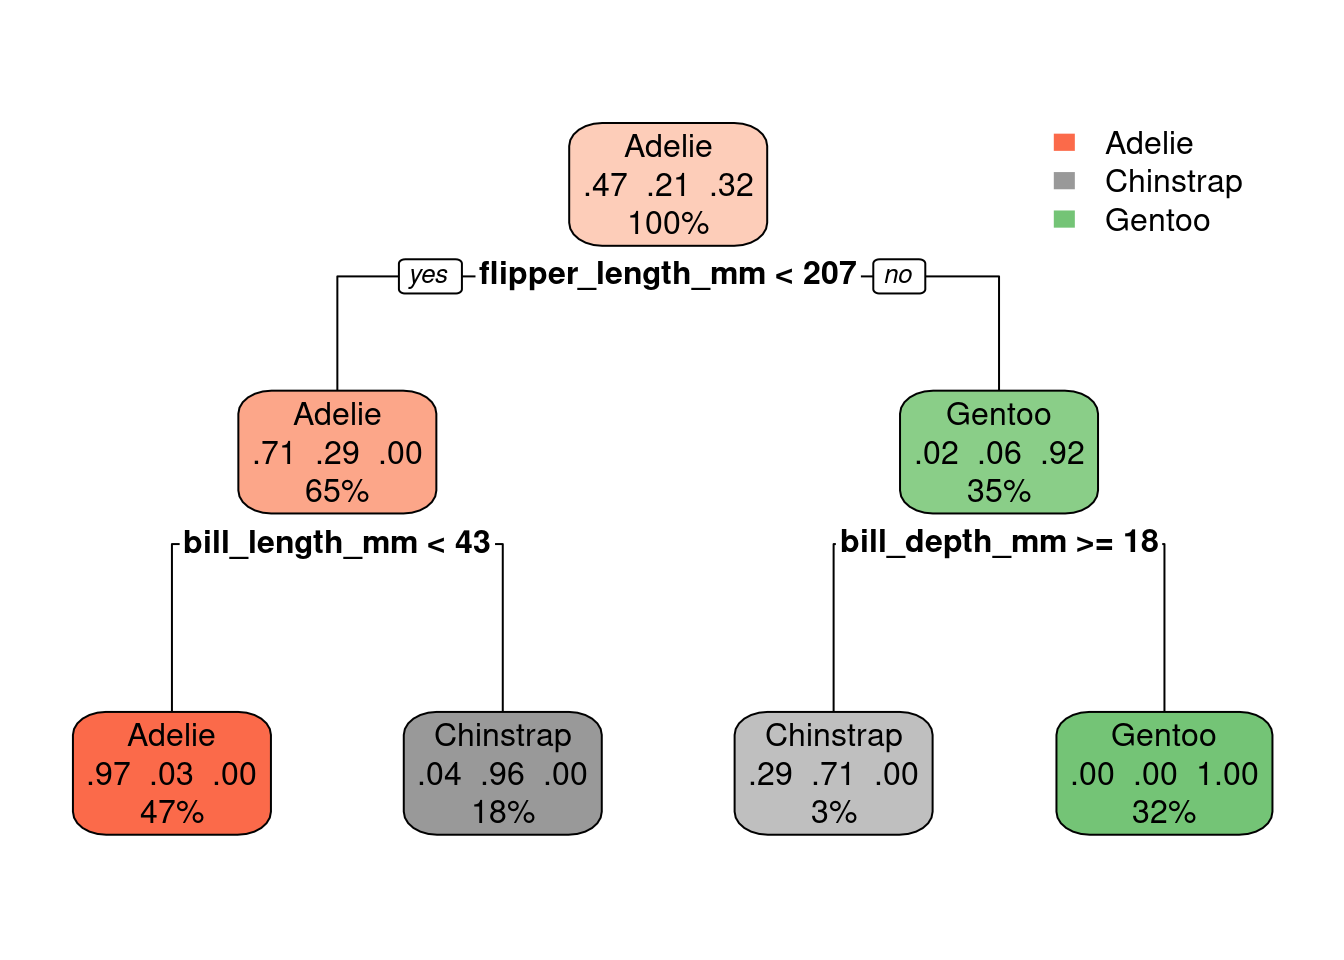 Adelie
.47 .21 .32
100%
Adelie
Chinstrap
Gentoo
yes flipper_length_mm < 207 no
Adelie
.71 .29 .00
65%
Gentoo
.02 .06 .92
35%
bill_length_mm < 43
bill_depth_mm >= 18
Adelie
.97 .03 .00
47%
Chinstrap
.04 .96 .00
18%
Chinstrap
.29 .71 .00
3%
Gentoo
.00 .00 1.00
32%